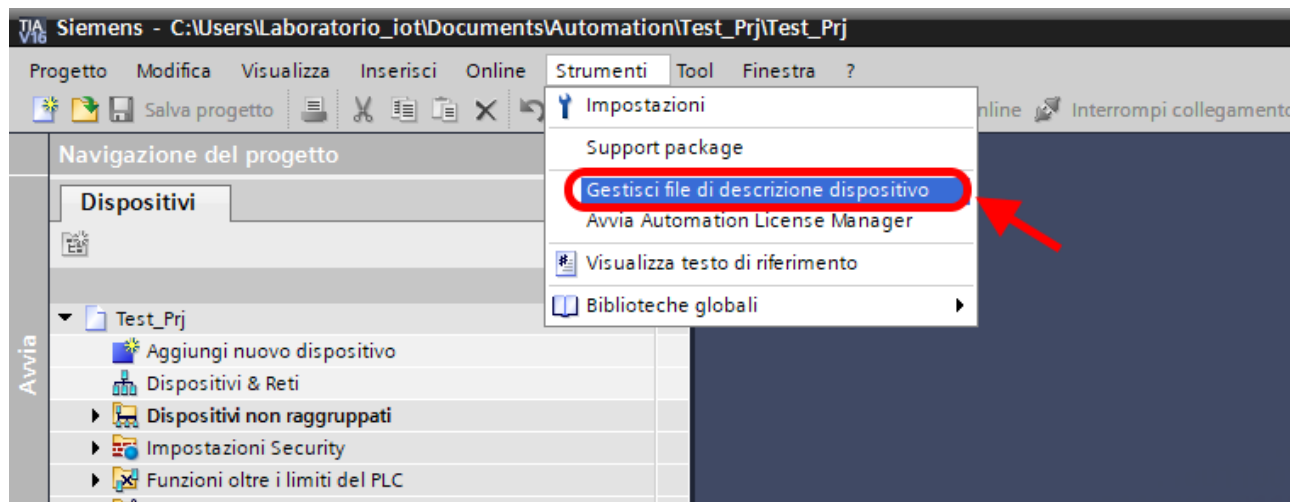 TIA V16 Siemens - C:\Users\Laboratorio_iot\Documents\Automation\Test_Prj\Test_Prj
Progetto Modifica Visualizza Inserisci Online Strumenti Tool Finestra ?
Salva progetto nline Interrompi collegamento
Impostazioni
Support package
Gestisci file di descrizione dispositivo
Avvia Automation License Manager
Visualizza testo di riferimento
Biblioteche globali
Navigazione del progetto
Dispositivi
Test_Prj
Aggiungi nuovo dispositivo
Dispositivi & Reti
Dispositivi non raggruppati
Impostazioni Security
Funzioni oltre i limiti del PLC
Avvia